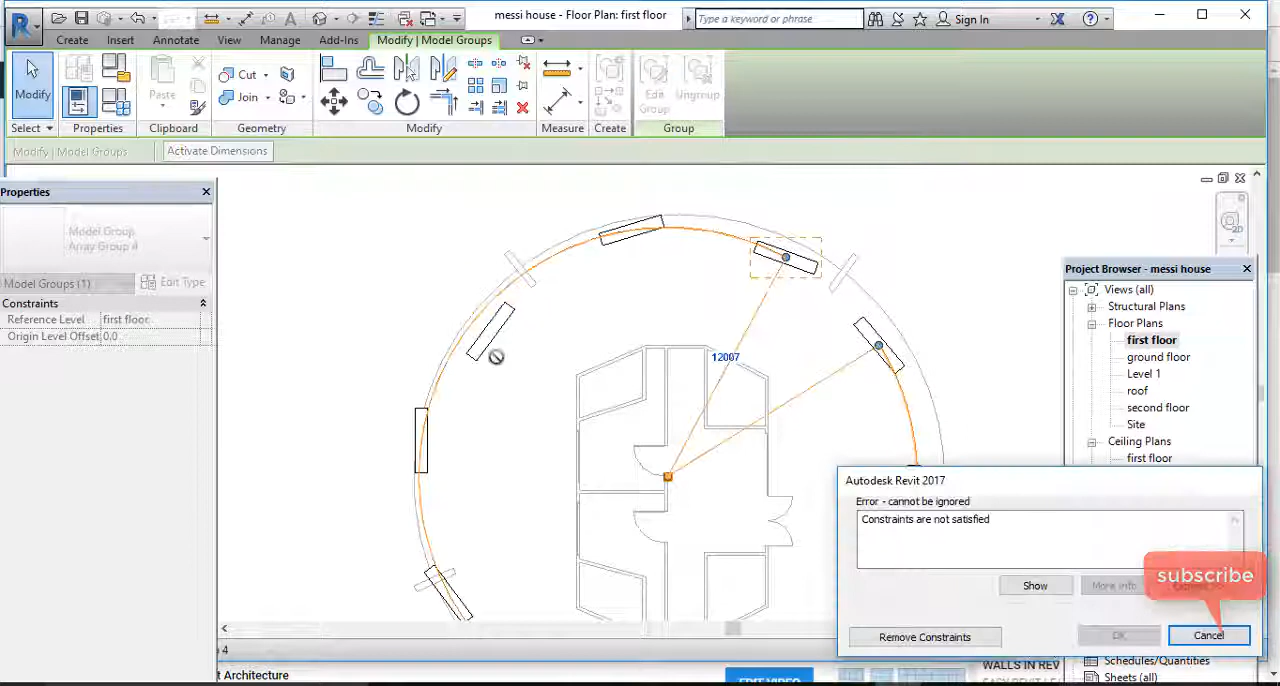 messi house - Floor Plan: first floor
Type a keyword or phrase
Sign In
Create Insert Annotate View Manage Add-Ins Modify | Model Groups
Modify
Paste
Cut
Join
Edit Group
Ungroup
Select Properties Clipboard Geometry Modify Measure Create Group
Modify | Model Groups Activate Dimensions
Properties
Model Group
Array Group 4
Model Groups (1) Edit Type
Constraints
Reference Level first floor
Origin Level Offset 0.0
12007
Project Browser - messi house
Views (all)
Structural Plans
Floor Plans
first floor
ground floor
Level 1
roof
second floor
Site
Ceiling Plans
first floor
Autodesk Revit 2017
Error - cannot be ignored
Constraints are not satisfied
Show More Info
subscribe
Remove Constraints OK Cancel
4
Schedules/Quantities
Sheets (all)
t Architecture
EDIT VIDEO
WALLS IN REV